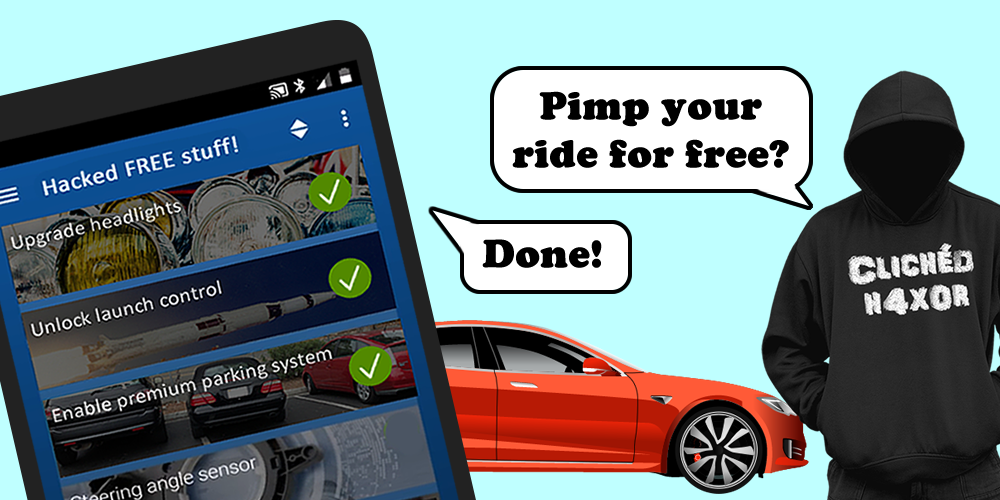 Hacked FREE stuff!
Upgrade headlights
Unlock launch control
Enable premium parking system
Steering angle sensor
Pimp your
ride for free?
Done!
CLICHÉD
H4X0R